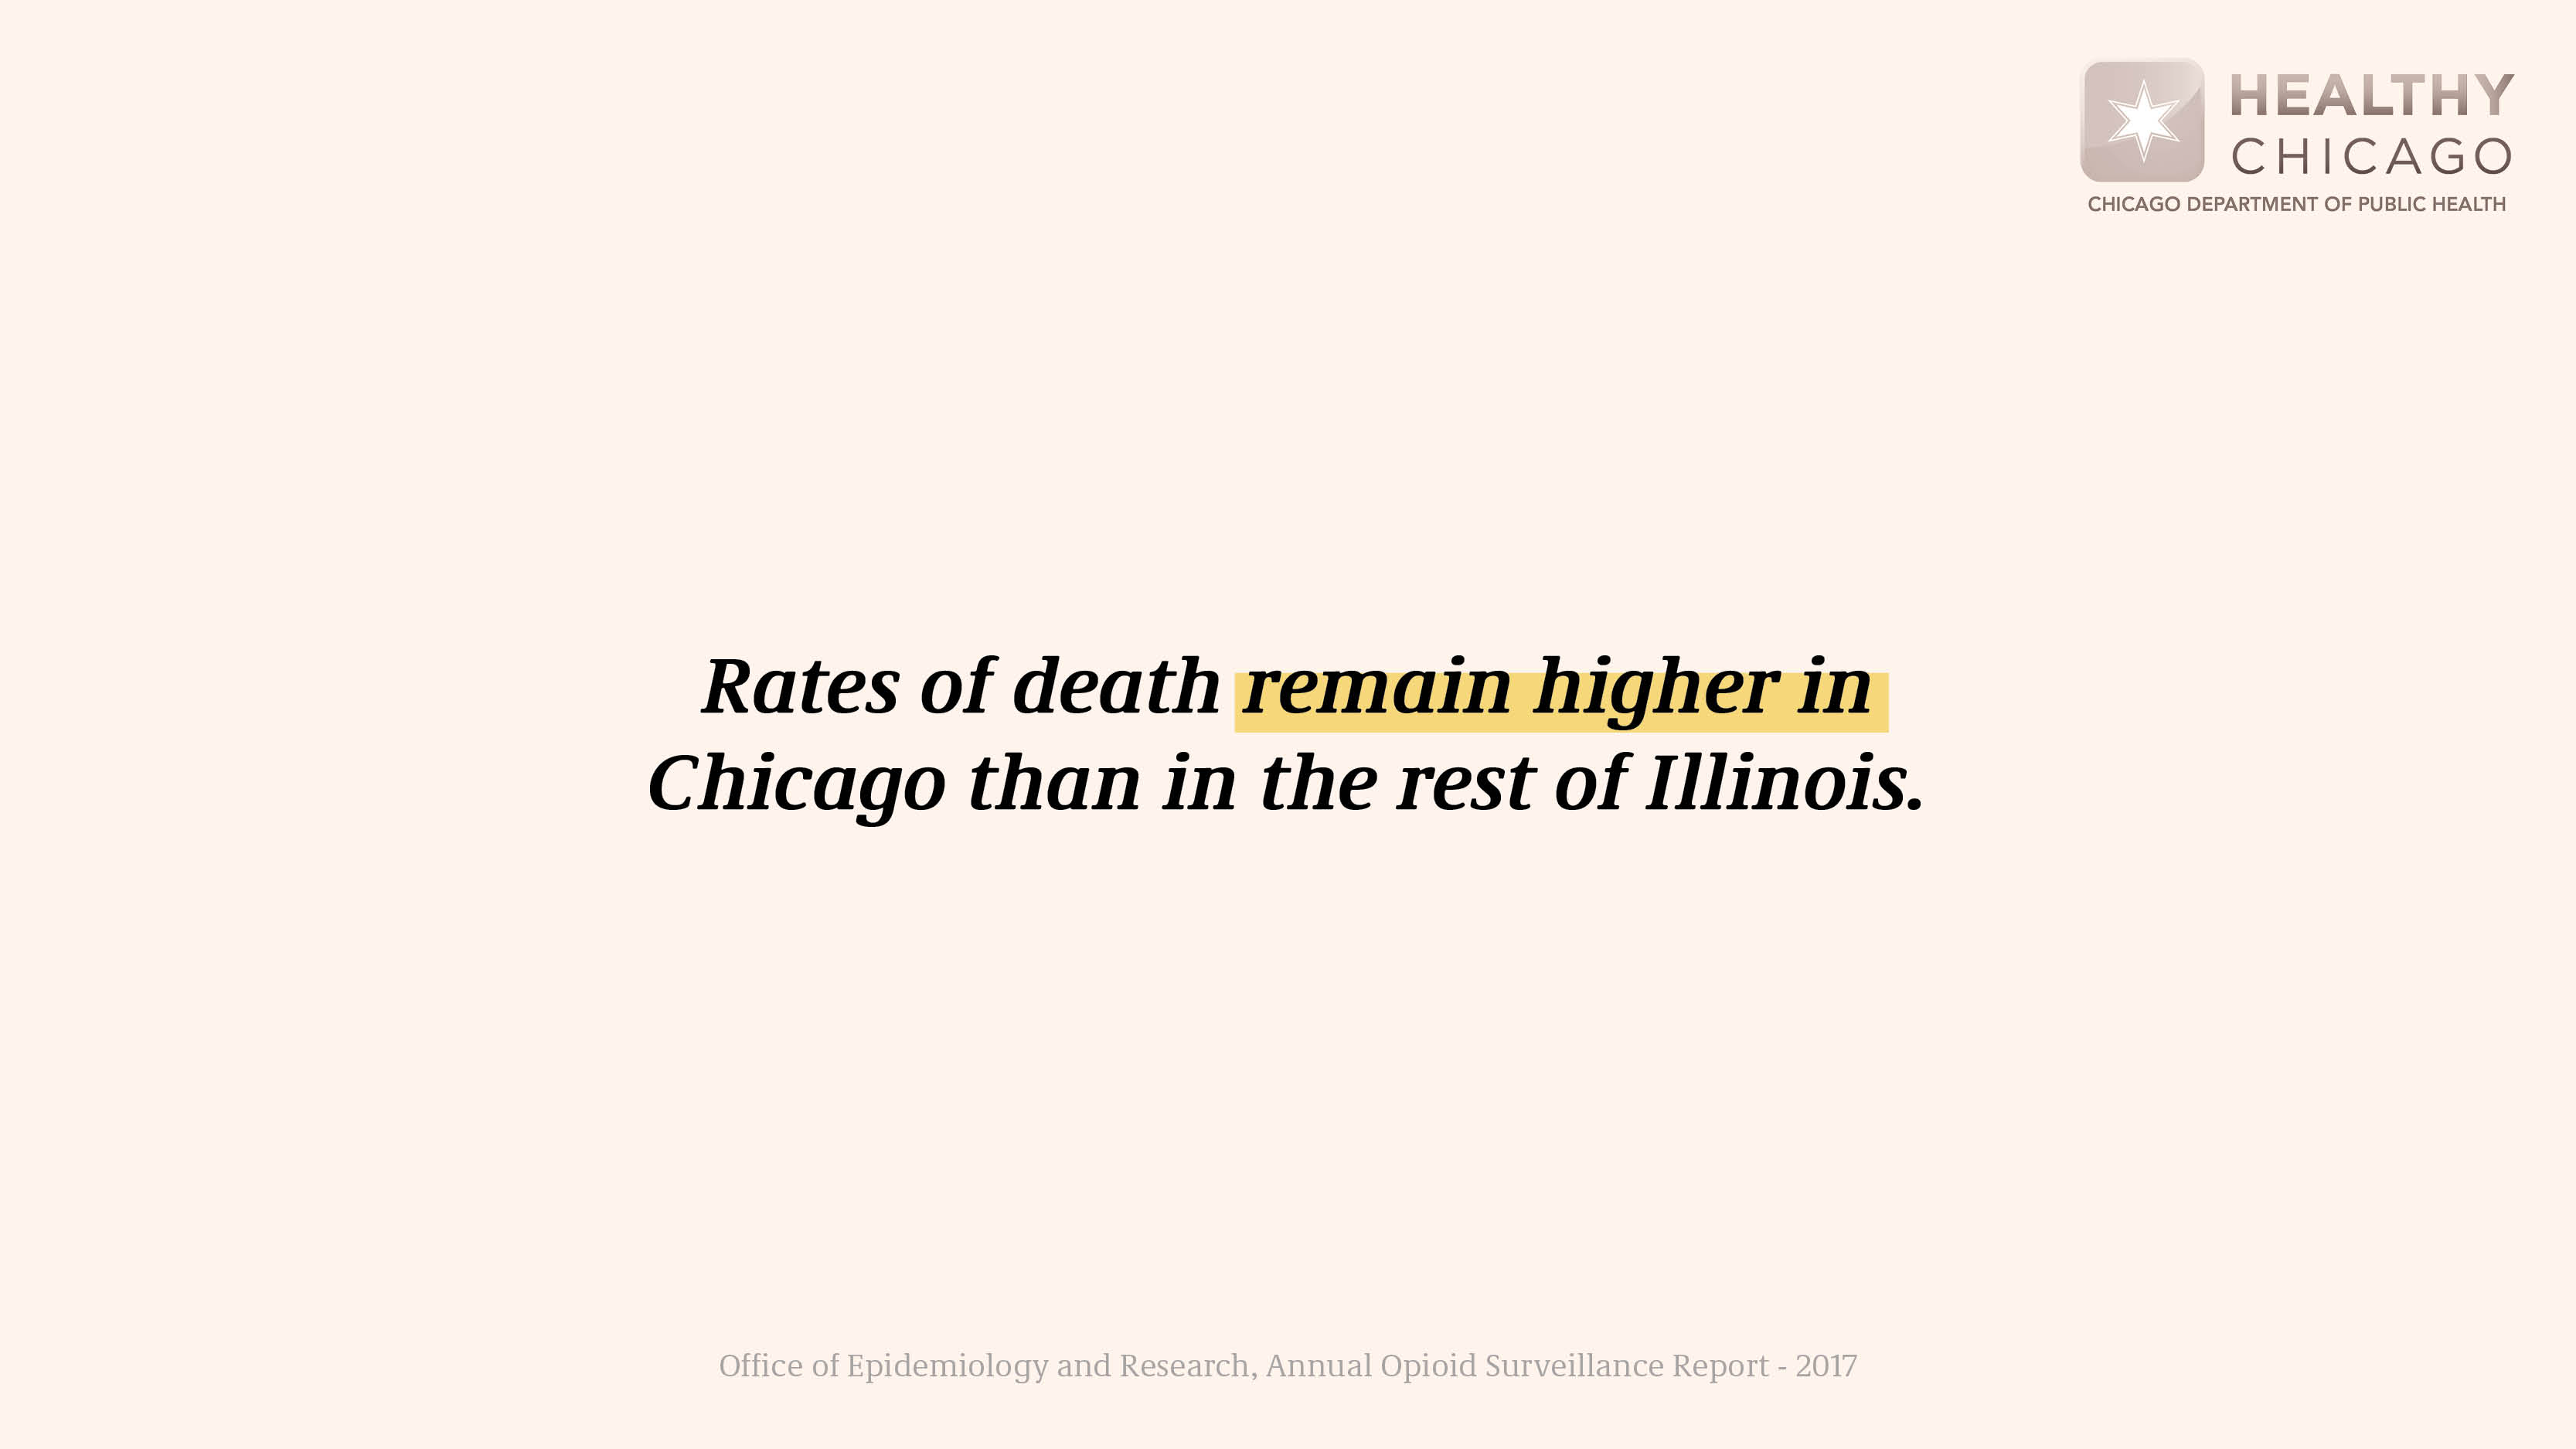 HEALTHY
CHICAGO
CHICAGO DEPARTMENT OF PUBLIC HEALTH
Rates of death remain higher in
Chicago than in the rest of Illinois.
Office of Epidemiology and Research, Annual Opioid Surveillance Report - 2017